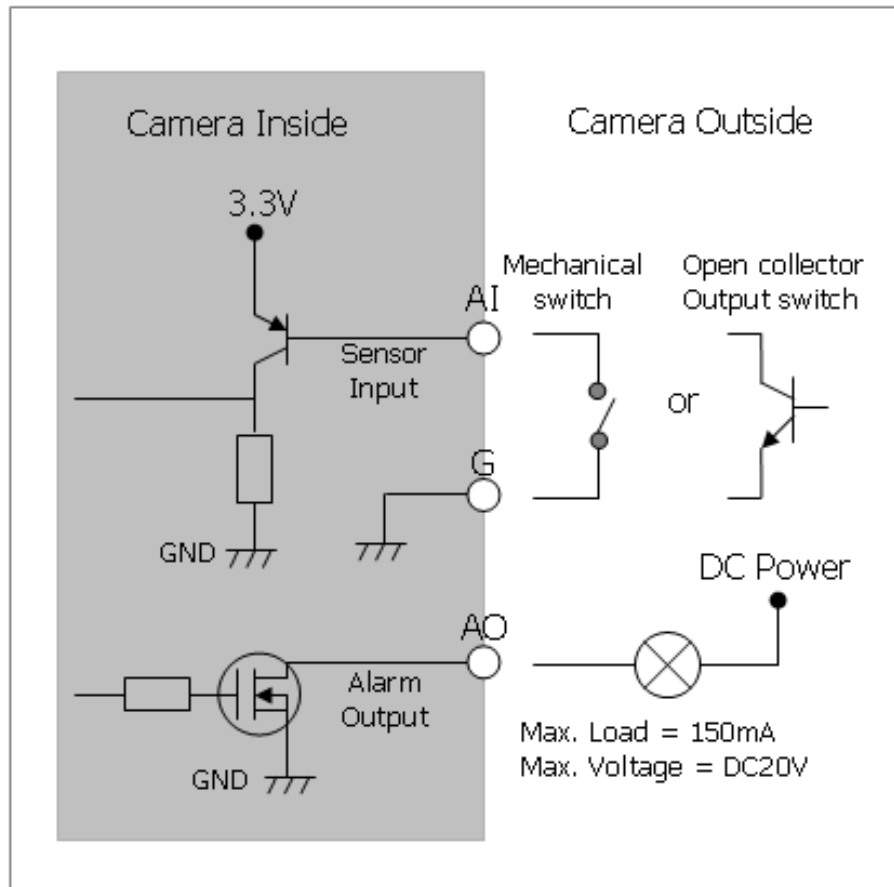 Camera Inside
Camera Outside
3.3V
AI
Mechanical
switch
Open collector
Output switch
Sensor
Input
or
G
GND
DC Power
AO
Alarm
Output
GND
Max. Load = 150mA
Max. Voltage = DC20V